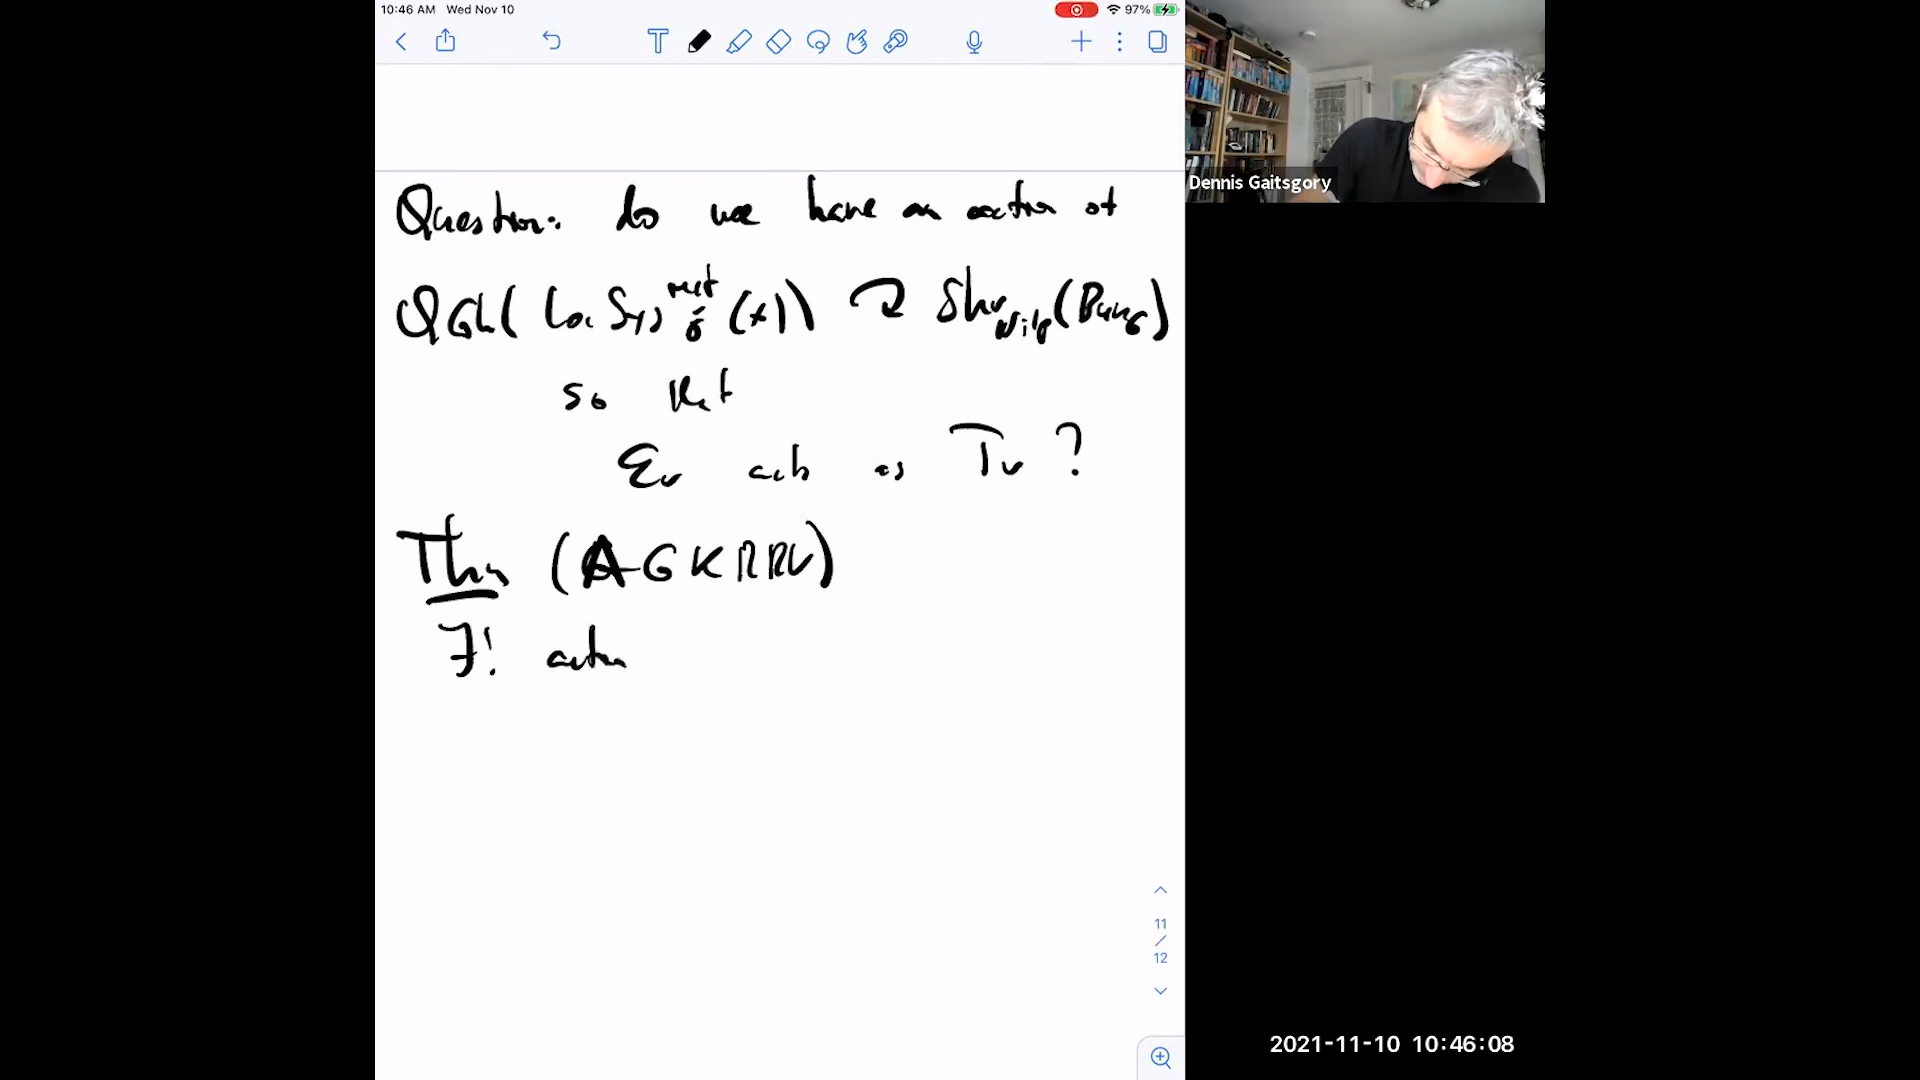 10:46 AM Wed Nov 10
97%
Dennis Gaitsgory
Question: do we have an action of
QCoh(LocSys^{restr}_Ğ(X)) ↷ Shv_{Nilp}(Bun_G)
so that
ℰ_V acts as T_V ?
Thm (AGKRRV)
∃! action
11
/
12
2021-11-10 10:46:08